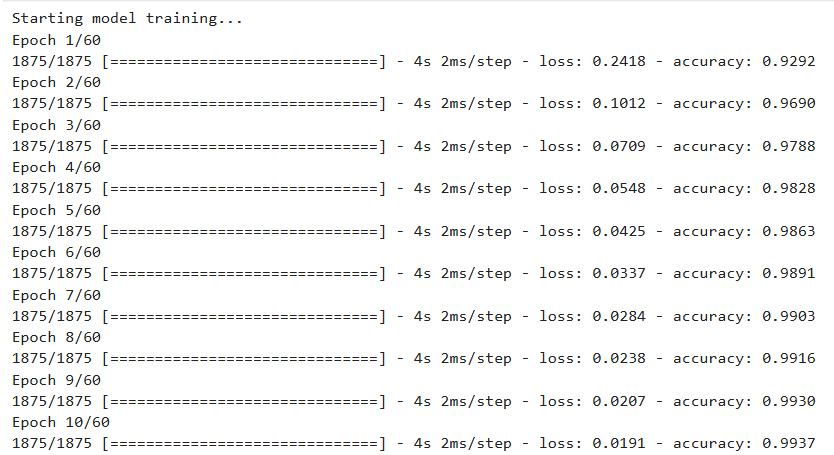 Starting model training...
Epoch 1/60
1875/1875 [==============================] - 4s 2ms/step - loss: 0.2418 - accuracy: 0.9292
Epoch 2/60
1875/1875 [==============================] - 4s 2ms/step - loss: 0.1012 - accuracy: 0.9690
Epoch 3/60
1875/1875 [==============================] - 4s 2ms/step - loss: 0.0709 - accuracy: 0.9788
Epoch 4/60
1875/1875 [==============================] - 4s 2ms/step - loss: 0.0548 - accuracy: 0.9828
Epoch 5/60
1875/1875 [==============================] - 4s 2ms/step - loss: 0.0425 - accuracy: 0.9863
Epoch 6/60
1875/1875 [==============================] - 4s 2ms/step - loss: 0.0337 - accuracy: 0.9891
Epoch 7/60
1875/1875 [==============================] - 4s 2ms/step - loss: 0.0284 - accuracy: 0.9903
Epoch 8/60
1875/1875 [==============================] - 4s 2ms/step - loss: 0.0238 - accuracy: 0.9916
Epoch 9/60
1875/1875 [==============================] - 4s 2ms/step - loss: 0.0207 - accuracy: 0.9930
Epoch 10/60
1875/1875 [==============================] - 4s 2ms/step - loss: 0.0191 - accuracy: 0.9937